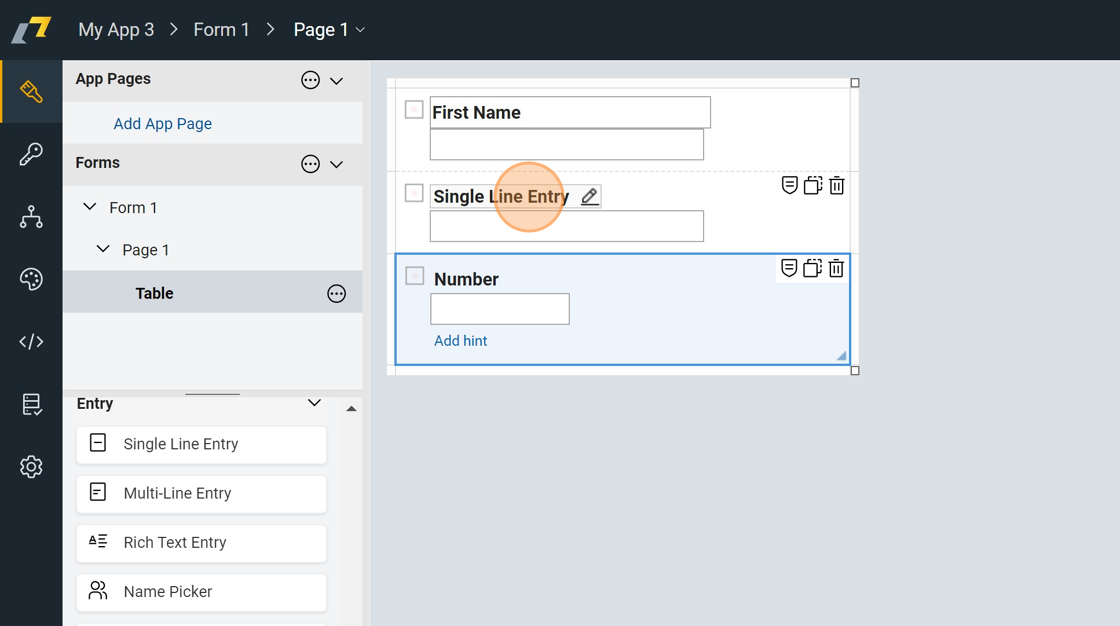 My App 3 > Form 1 > Page 1
App Pages
Add App Page
Forms
Form 1
Page 1
Table
Entry
Single Line Entry
Multi-Line Entry
Rich Text Entry
Name Picker
First Name
Single Line Entry
Number
Add hint